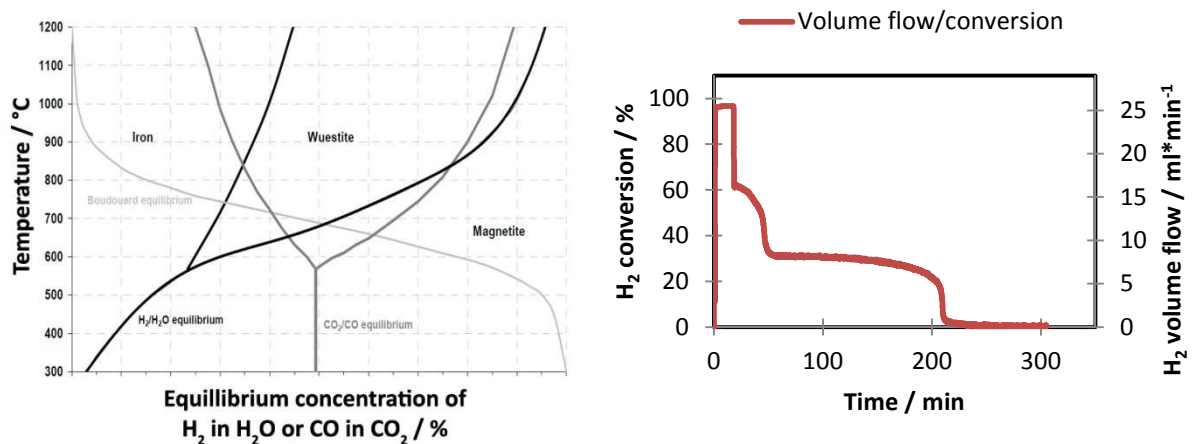 1200
1100
1000
900
800
700
600
500
400
300
Temperature / °C
Iron
Wuestite
Boudouard equilibrium
Magnetite
H2/H2O equilibrium
CO2/CO equilibrium
Equillibrium concentration of
H2 in H2O or CO in CO2 / %
Volume flow/conversion
100
80
60
40
20
0
H2 conversion / %
25
20
15
10
5
0
H2 volume flow / ml*min-1
0
100
200
300
Time / min